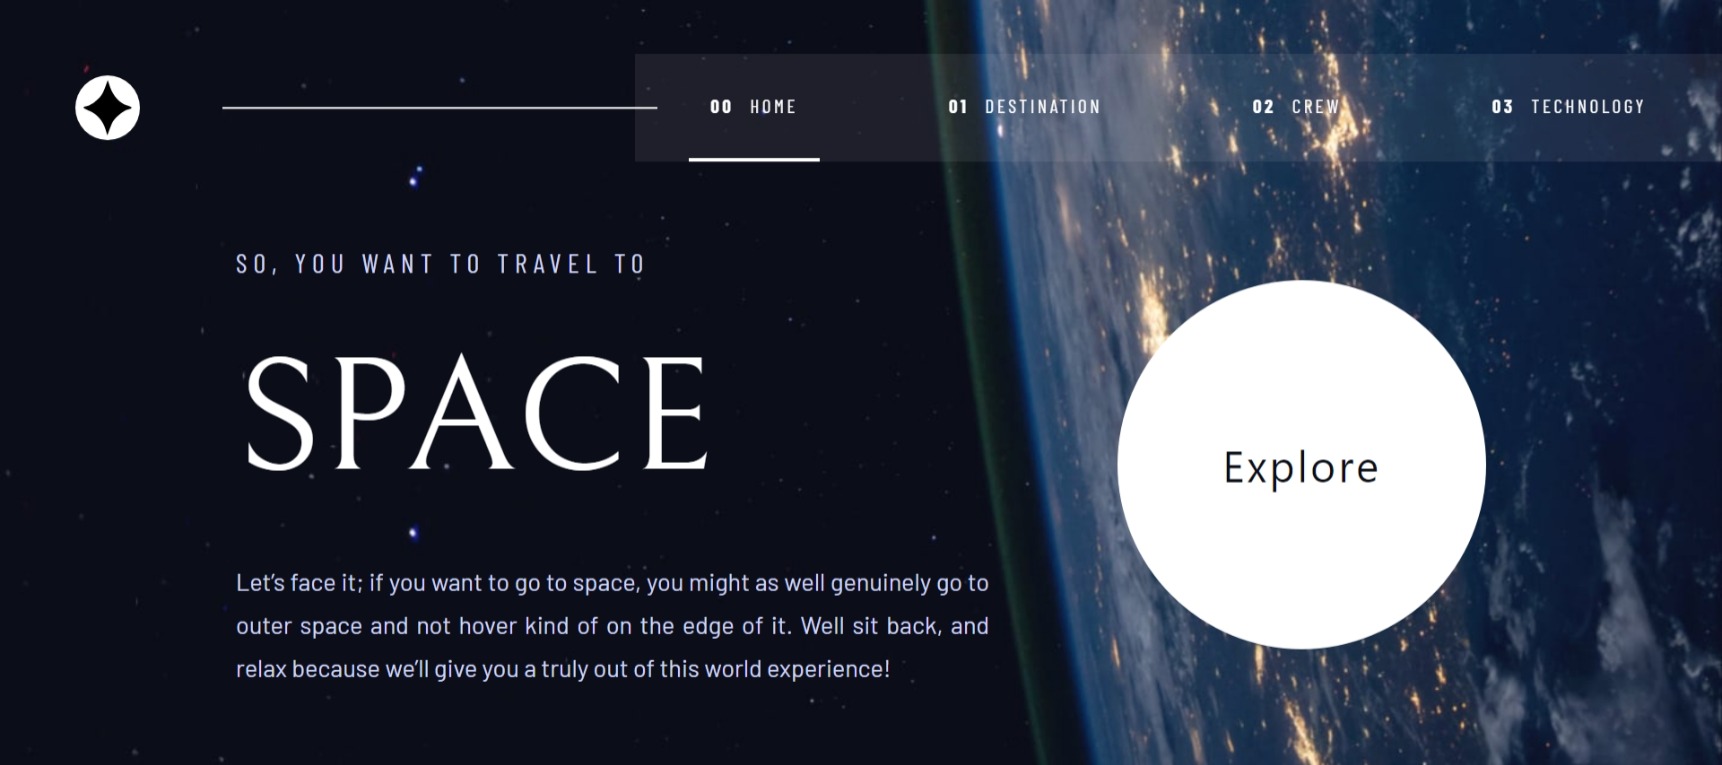 00 HOME 01 DESTINATION 02 CREW 03 TECHNOLOGY
SO, YOU WANT TO TRAVEL TO
SPACE
Let’s face it; if you want to go to space, you might as well genuinely go to
outer space and not hover kind of on the edge of it. Well sit back, and
relax because we’ll give you a truly out of this world experience!
Explore